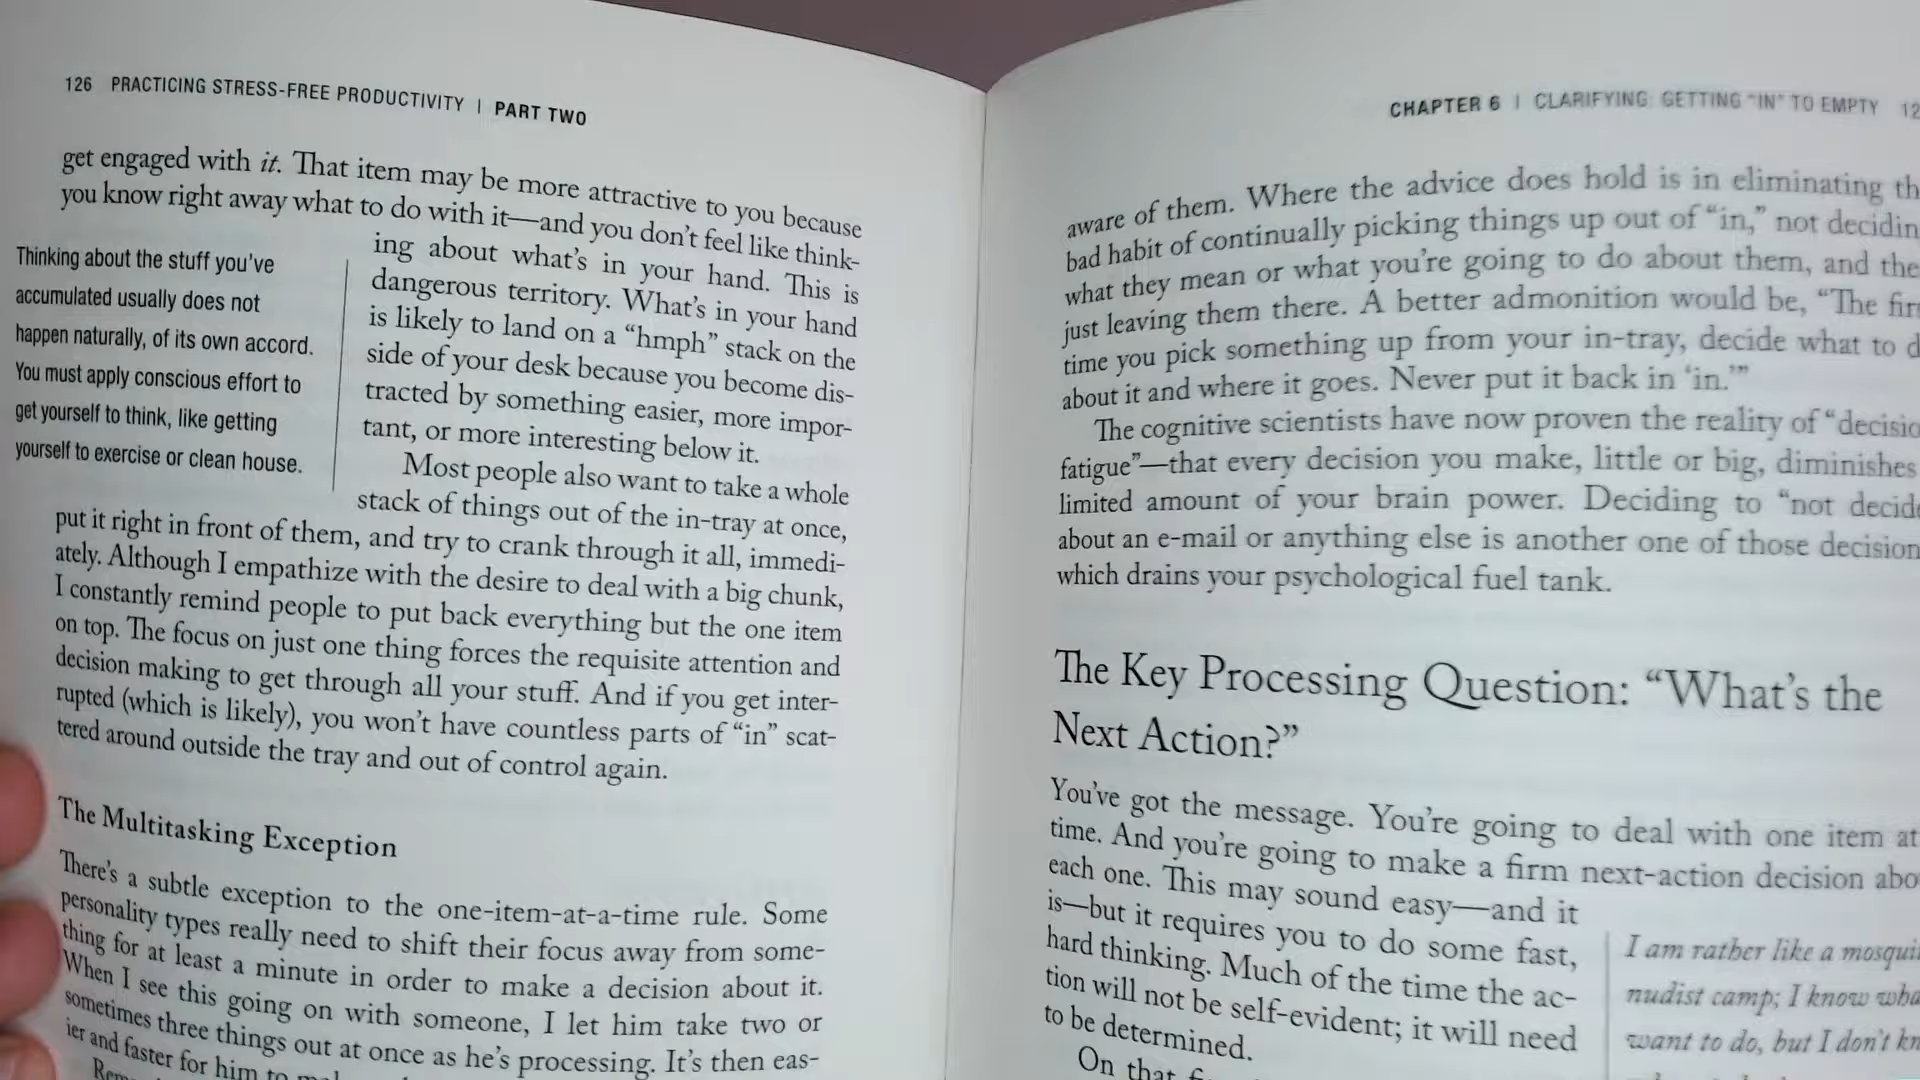 126 PRACTICING STRESS-FREE PRODUCTIVITY | PART TWO
get engaged with it. That item may be more attractive to you because
you know right away what to do with it—and you don't feel like think-
ing about what's in your hand. This is
dangerous territory. What's in your hand
is likely to land on a “hmph” stack on the
side of your desk because you become dis-
tracted by something easier, more impor-
tant, or more interesting below it.
Most people also want to take a whole
stack of things out of the in-tray at once,
Thinking about the stuff you've
accumulated usually does not
happen naturally, of its own accord.
You must apply conscious effort to
get yourself to think, like getting
yourself to exercise or clean house.
put it right in front of them, and try to crank through it all, immedi-
ately. Although I empathize with the desire to deal with a big chunk,
I constantly remind people to put back everything but the one item
on top. The focus on just one thing forces the requisite attention and
decision making to get through all your stuff. And if you get inter-
rupted (which is likely), you won't have countless parts of “in” scat-
tered around outside the tray and out of control again.
The Multitasking Exception
There's a subtle exception to the one-item-at-a-time rule. Some
personality types really need to shift their focus away from some-
thing for at least a minute in order to make a decision about it.
When I see this going on with someone, I let him take two or
sometimes three things out at once as he's processing. It's then eas-
ier and faster for him to
CHAPTER 6 | CLARIFYING: GETTING “IN” TO EMPTY
aware of them. Where the advice does hold is in eliminating
bad habit of continually picking things up out of “in,” not
what they mean or what you're going to do about them, and
just leaving them there. A better admonition would be, “The
time you pick something up from your in-tray, decide what to
about it and where it goes. Never put it back in ‘in.’”
The cognitive scientists have now proven the reality of
fatigue”—that every decision you make, little or big, diminishes
limited amount of your brain power. Deciding to “not
about an e-mail or anything else is another one of those
which drains your psychological fuel tank.
The Key Processing Question: “What's the
Next Action?”
You've got the message. You're going to deal with one item at
time. And you're going to make a firm next-action decision
each one. This may sound easy—and it
is—but it requires you to do some fast,
hard thinking. Much of the time the ac-
tion will not be self-evident; it will need
to be determined.
On that
I am rather like a
nudist camp; I know
want to do, but I don't